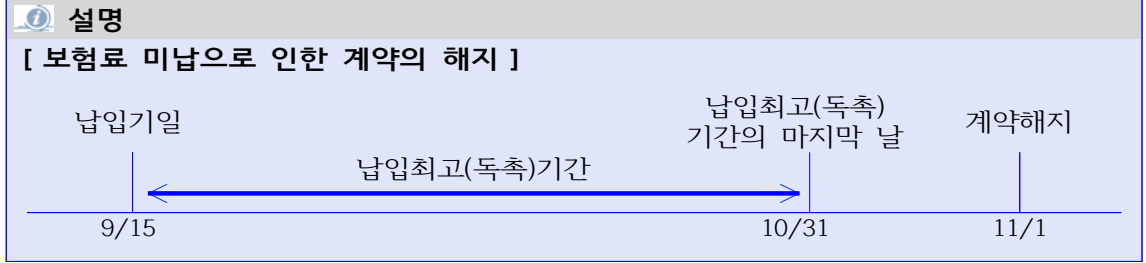 설명
[ 보험료 미납으로 인한 계약의 해지 ]
납입기일
납입최고(독촉)
기간의 마지막 날
계약해지
납입최고(독촉)기간
9/15
10/31
11/1